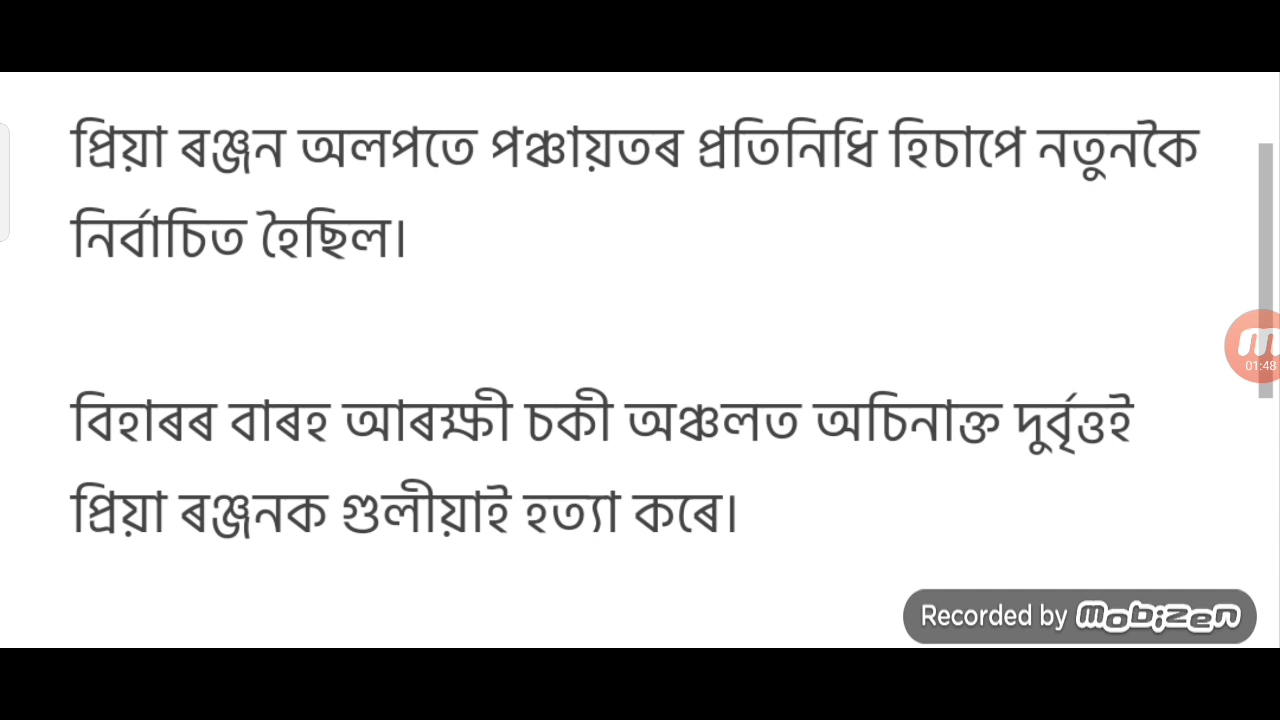 প্ৰিয়া ৰঞ্জন অলপতে পঞ্চায়তৰ প্ৰতিনিধি হিচাপে নতুনকৈ
নিৰ্বাচিত হৈছিল।
বিহাৰৰ বাৰহ আৰক্ষী চকী অঞ্চলত অচিনাক্ত দুৰ্বৃত্তই
প্ৰিয়া ৰঞ্জনক গুলীয়াই হত্যা কৰে।
01:48
Recorded by Mobizen